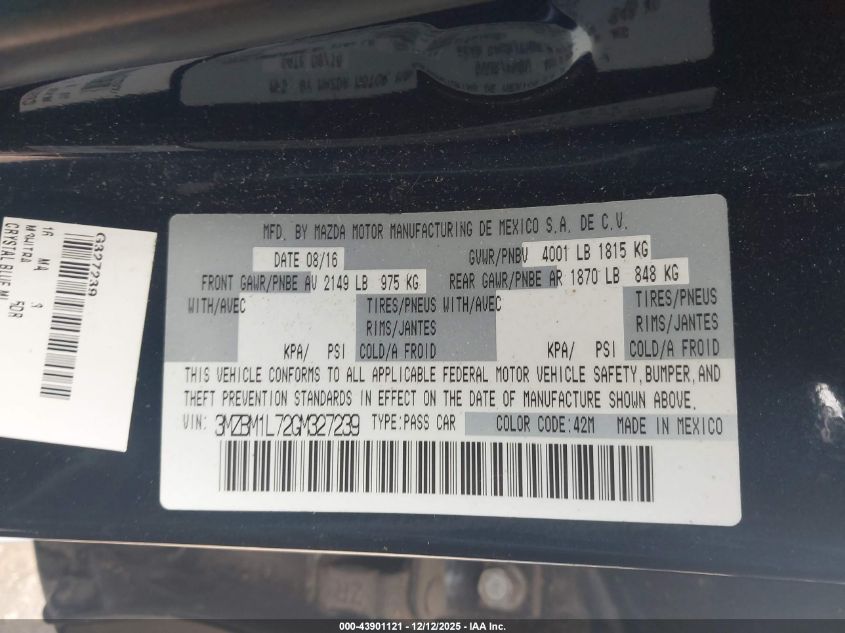 MFD. BY MAZDA MOTOR MANUFACTURING DE MEXICO S.A. DE C.V.
DATE 08/16 GVWR/PNBV 4001 LB 1815 KG
FRONT GAWR/PNBE AV 2149 LB 975 KG REAR GAWR/PNBE AR 1870 LB 848 KG
WITH/AVEC TIRES/PNEUS WITH/AVEC TIRES/PNEUS
RIMS/JANTES RIMS/JANTES
KPA/ PSI COLD/A FROID KPA/ PSI COLD/A FROID
THIS VEHICLE CONFORMS TO ALL APPLICABLE FEDERAL MOTOR VEHICLE SAFETY, BUMPER, AND
THEFT PREVENTION STANDARDS IN EFFECT ON THE DATE OF MANUFACTURE SHOWN ABOVE.
VIN: 3MZBM1L72GM327239 TYPE: PASS CAR COLOR CODE: 42M MADE IN MEXICO
G327239
16 MA 3
5DR
CRYSTAL BLUE M
000-43901121 - 12/12/2025 - IAA Inc.